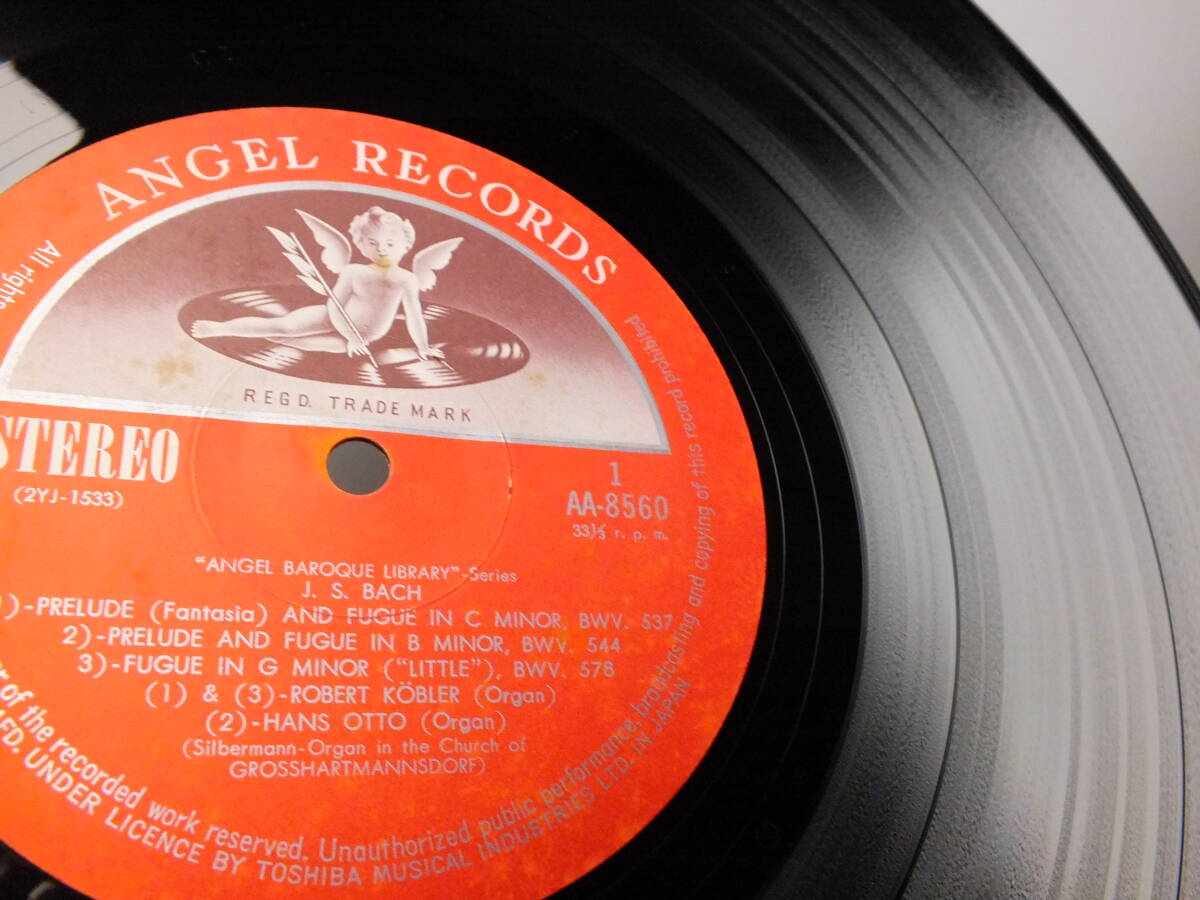 ANGEL RECORDS
REGD. TRADE MARK
STEREO
(2YJ-1533)
1
AA-8560
33⅓ r. p. m.
"ANGEL BAROQUE LIBRARY"-Series
J. S. BACH
1)-PRELUDE (Fantasia) AND FUGUE IN C MINOR, BWV. 537
2)-PRELUDE AND FUGUE IN B MINOR, BWV. 544
3)-FUGUE IN G MINOR ("LITTLE"), BWV. 578
(1) & (3)-ROBERT KÖBLER (Organ)
(2)-HANS OTTO (Organ)
(Silbermann-Organ in the Church of
GROSSHARTMANNSDORF)
All rights
of the recorded work reserved. Unauthorized public performance, broadcasting and copying of this record prohibited
UNDER LICENCE BY TOSHIBA MUSICAL INDUSTRIES LTD. IN JAPAN